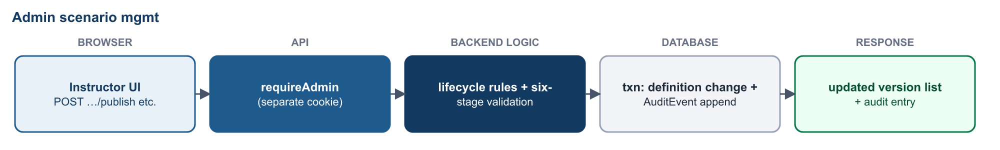 Admin scenario mgmt
BROWSER
Instructor UI
POST …/publish etc.
API
requireAdmin
(separate cookie)
BACKEND LOGIC
lifecycle rules + six-
stage validation
DATABASE
txn: definition change +
AuditEvent append
RESPONSE
updated version list
+ audit entry